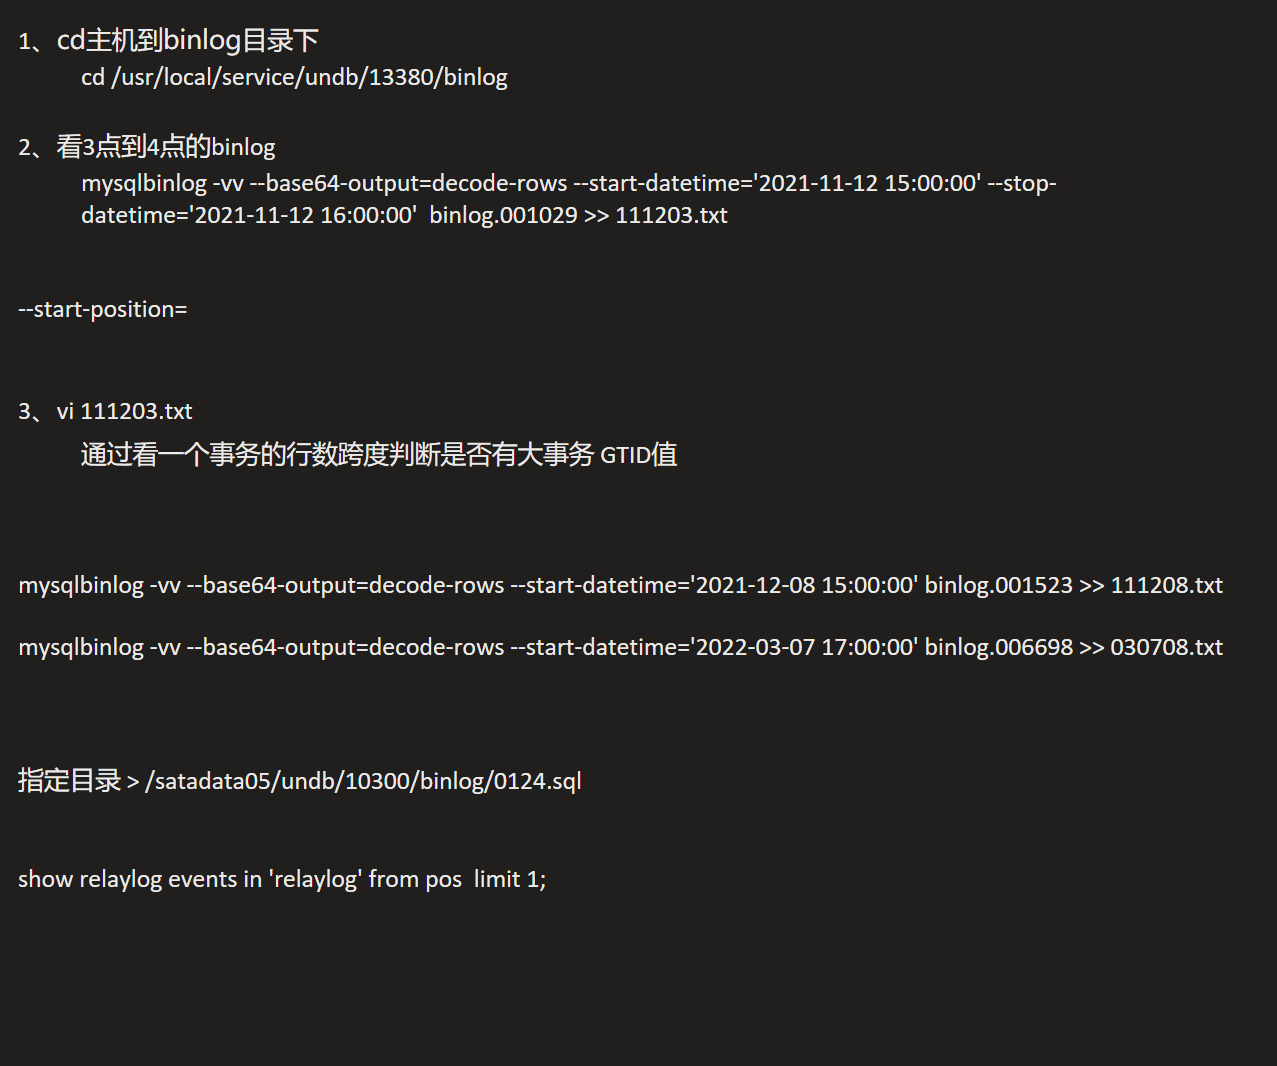 1、cd主机到binlog目录下
cd /usr/local/service/undb/13380/binlog
2、看3点到4点的binlog
mysqlbinlog -vv --base64-output=decode-rows --start-datetime='2021-11-12 15:00:00' --stop-
datetime='2021-11-12 16:00:00'  binlog.001029 >> 111203.txt
--start-position=
3、vi 111203.txt
通过看一个事务的行数跨度判断是否有大事务 GTID值
mysqlbinlog -vv --base64-output=decode-rows --start-datetime='2021-12-08 15:00:00' binlog.001523 >> 111208.txt
mysqlbinlog -vv --base64-output=decode-rows --start-datetime='2022-03-07 17:00:00' binlog.006698 >> 030708.txt
指定目录 > /satadata05/undb/10300/binlog/0124.sql
show relaylog events in 'relaylog' from pos  limit 1;